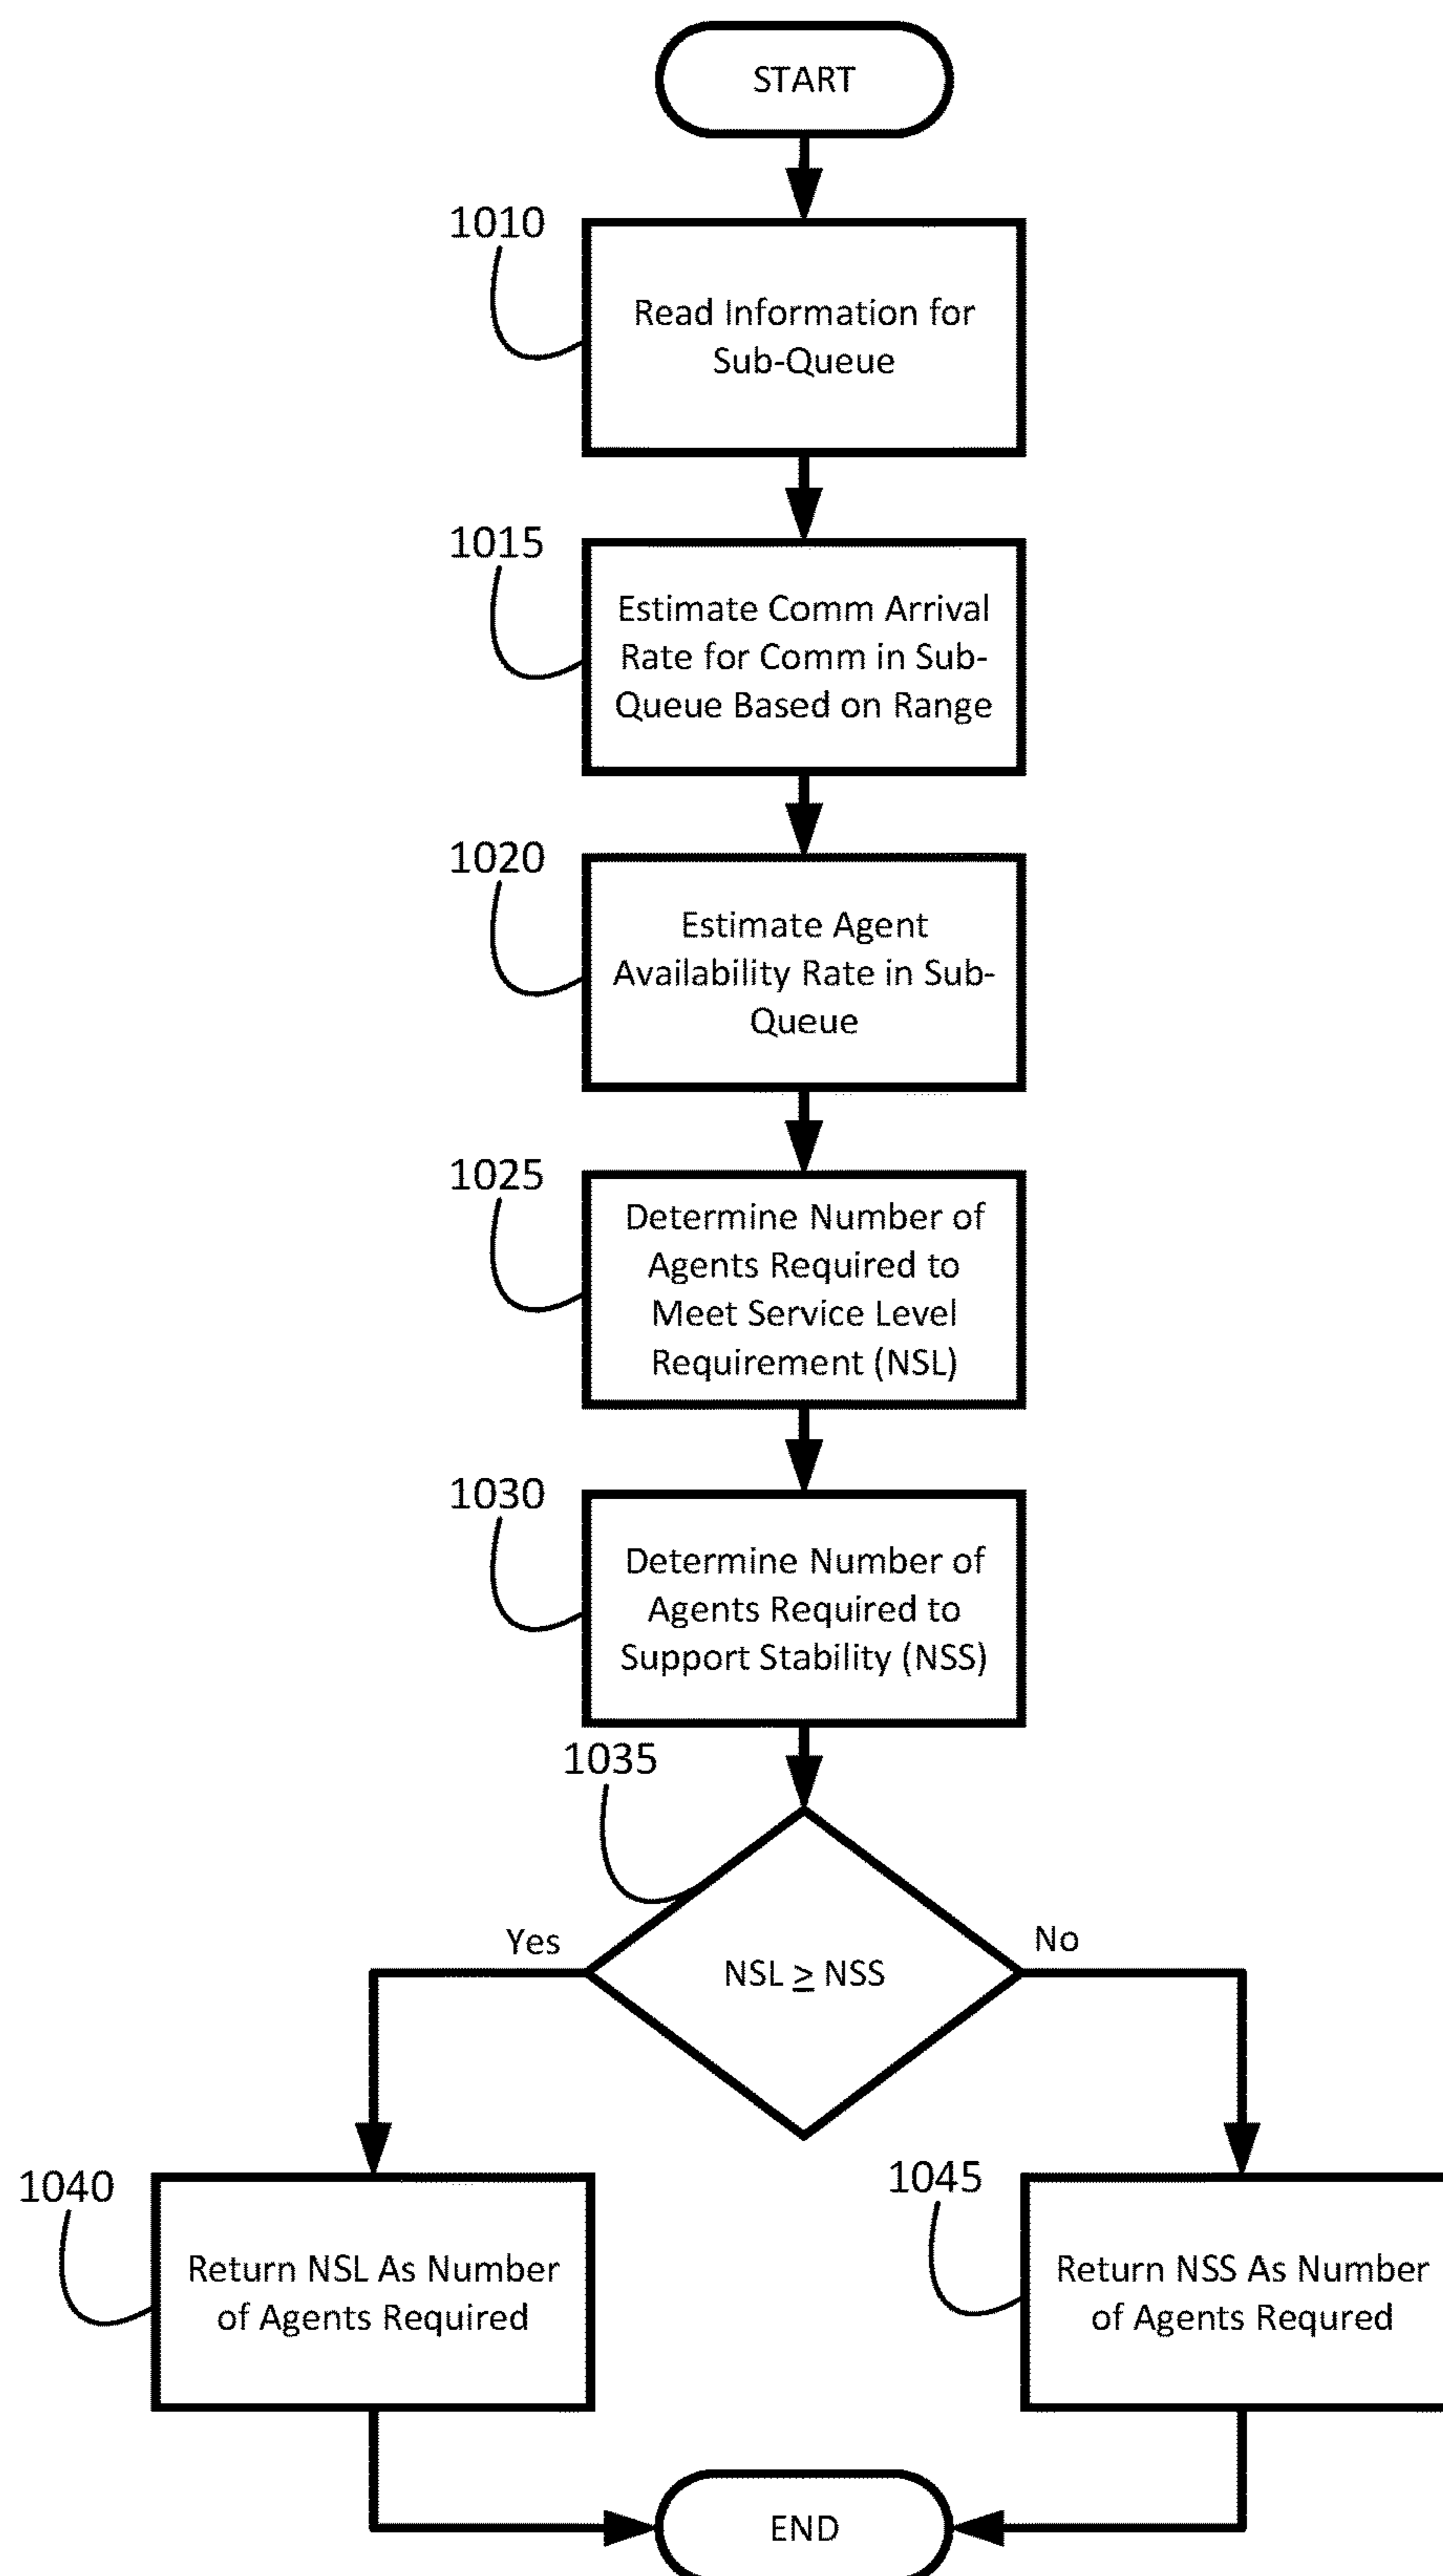 START
1010
Read Information for
Sub-Queue
1015
Estimate Comm Arrival
Rate for Comm in Sub-
Queue Based on Range
1020
Estimate Agent
Availability Rate in Sub-
Queue
1025
Determine Number of
Agents Required to
Meet Service Level
Requirement (NSL)
1030
Determine Number of
Agents Required to
Support Stability (NSS)
1035
Yes
NSL ≥ NSS
No
1040
Return NSL As Number
of Agents Required
1045
Return NSS As Number
of Agents Requred
END